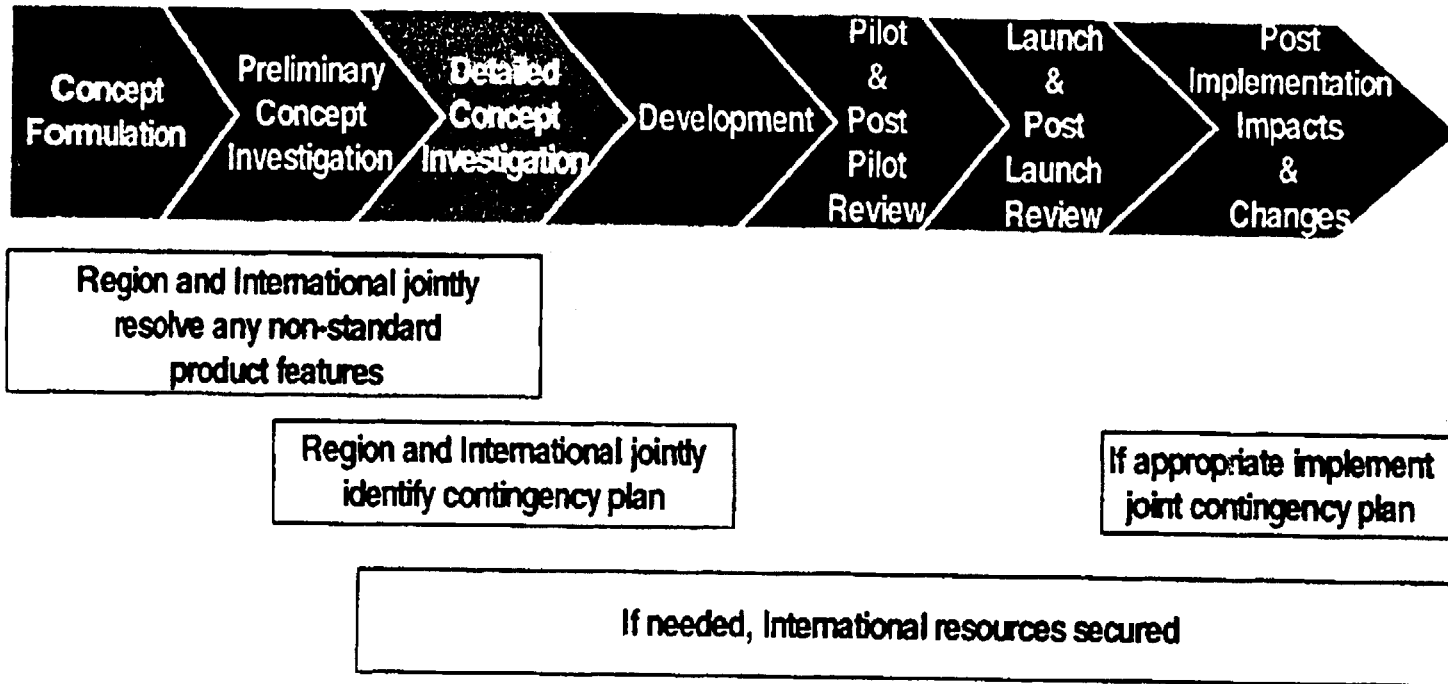 Concept
Formulation
Preliminary
Concept
Investigation
Detailed
Concept
Investigation
Development
Pilot
&
Post
Pilot
Review
Launch
&
Post
Launch
Review
Post
Implementation
Impacts
&
Changes
Region and International jointly
resolve any non-standard
product features
Region and International jointly
identify contingency plan
If appropriate implement
joint contingency plan
If needed, International resources secured